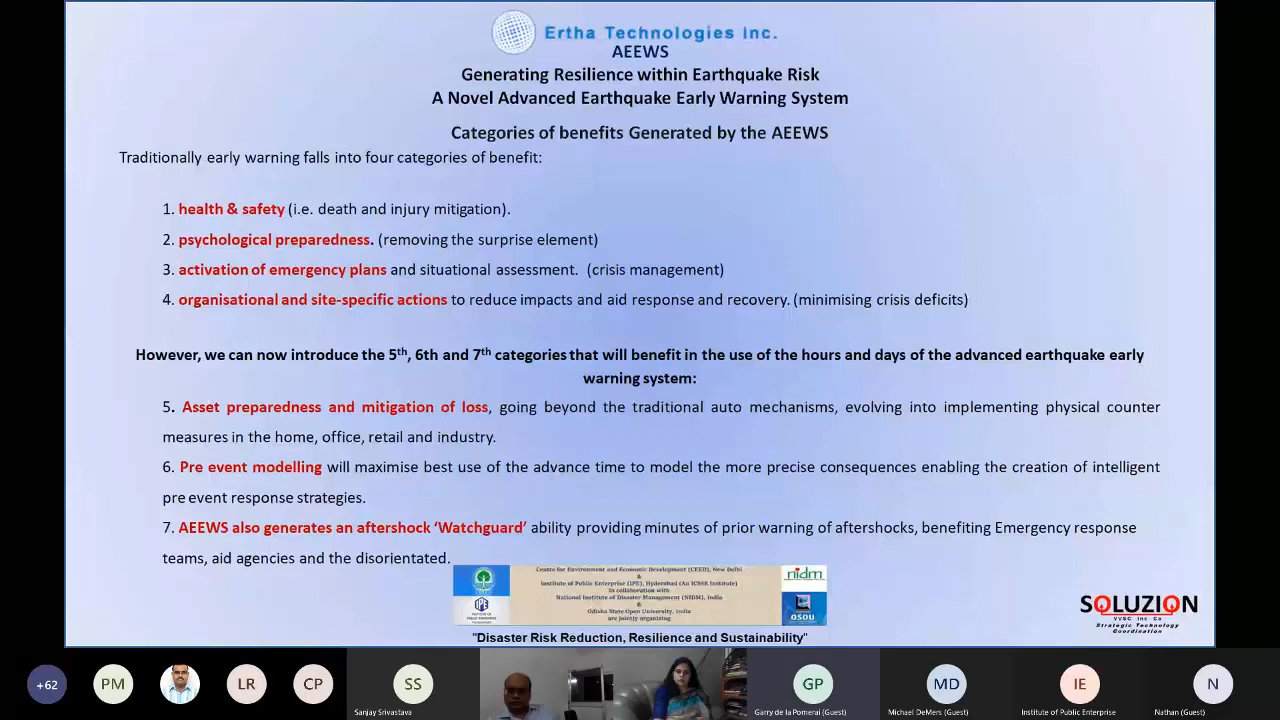 Ertha Technologies Inc.
AEEWS
Generating Resilience within Earthquake Risk
A Novel Advanced Earthquake Early Warning System
Categories of benefits Generated by the AEEWS
Traditionally early warning falls into four categories of benefit:
1. health & safety (i.e. death and injury mitigation).
2. psychological preparedness. (removing the surprise element)
3. activation of emergency plans and situational assessment. (crisis management)
4. organisational and site-specific actions to reduce impacts and aid response and recovery. (minimising crisis deficits)
However, we can now introduce the 5th, 6th and 7th categories that will benefit in the use of the hours and days of the advanced earthquake early
warning system:
5. Asset preparedness and mitigation of loss, going beyond the traditional auto mechanisms, evolving into implementing physical counter
measures in the home, office, retail and industry.
6. Pre event modelling will maximise best use of the advance time to model the more precise consequences enabling the creation of intelligent
pre event response strategies.
7. AEEWS also generates an aftershock ‘Watchguard’ ability providing minutes of prior warning of aftershocks, benefiting Emergency response
teams, aid agencies and the disorientated.
Centre for Environment and Economic Development (CEED), New Delhi
&
Institute of Public Enterprise (IPE), Hyderabad (An ICSSR Institute)
In collaboration with
National Institute of Disaster Management (NIDM), India
&
Odisha State Open University, India
are jointly organizing
IPE
nidm
OSOU
"Disaster Risk Reduction, Resilience and Sustainability"
SOLUZION
VVSC Inc Co
Strategic Technology
Coordination
+62
PM
LR
CP
SS
GP
MD
IE
N
Sanjay Srivastava
Garry de la Pomerai (Guest)
Michael DeMers (Guest)
Institute of Public Enterprise
Nathan (Guest)